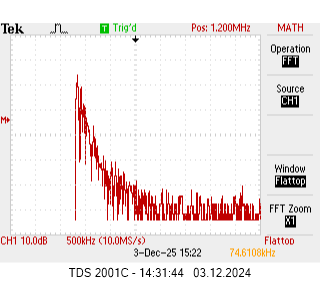 Tek T Trig'd Pos: 1.200MHz MATH
Operation
FFT
Source
CH1
M
Window
Flattop
FFT Zoom
X1
CH1 10.0dB 500kHz (10.0MS/s) Flattop
3-Dec-25 15:22 74.6108kHz
TDS 2001C - 14:31:44 03.12.2024